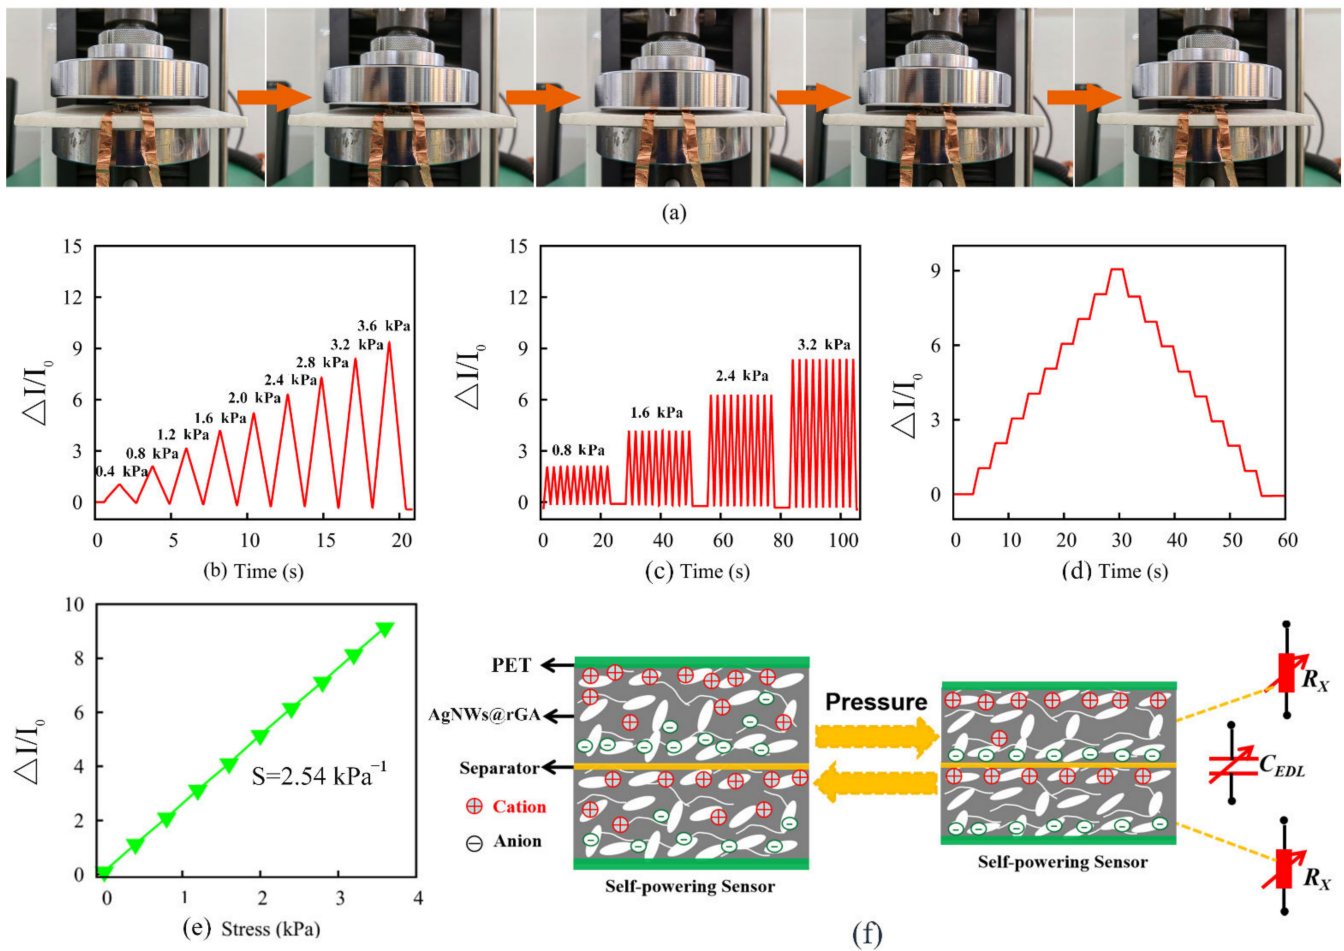 (a)
15
12
9
6
3
0
△I/I₀
0.4 kPa
0.8 kPa
1.2 kPa
1.6 kPa
2.0 kPa
2.4 kPa
2.8 kPa
3.2 kPa
3.6 kPa
0 5 10 15 20
(b) Time (s)
15
12
9
6
3
0
△I/I₀
0.8 kPa
1.6 kPa
2.4 kPa
3.2 kPa
0 20 40 60 80 100
(c) Time (s)
9
6
3
0
△I/I₀
0 10 20 30 40 50 60
(d) Time (s)
10
8
6
4
2
0
△I/I₀
S=2.54 kPa⁻¹
0 1 2 3 4
(e) Stress (kPa)
PET
AgNWs@rGA
Separator
Cation
Anion
Self-powering Sensor
Pressure
Self-powering Sensor
R_X
C_EDL
R_X
(f)